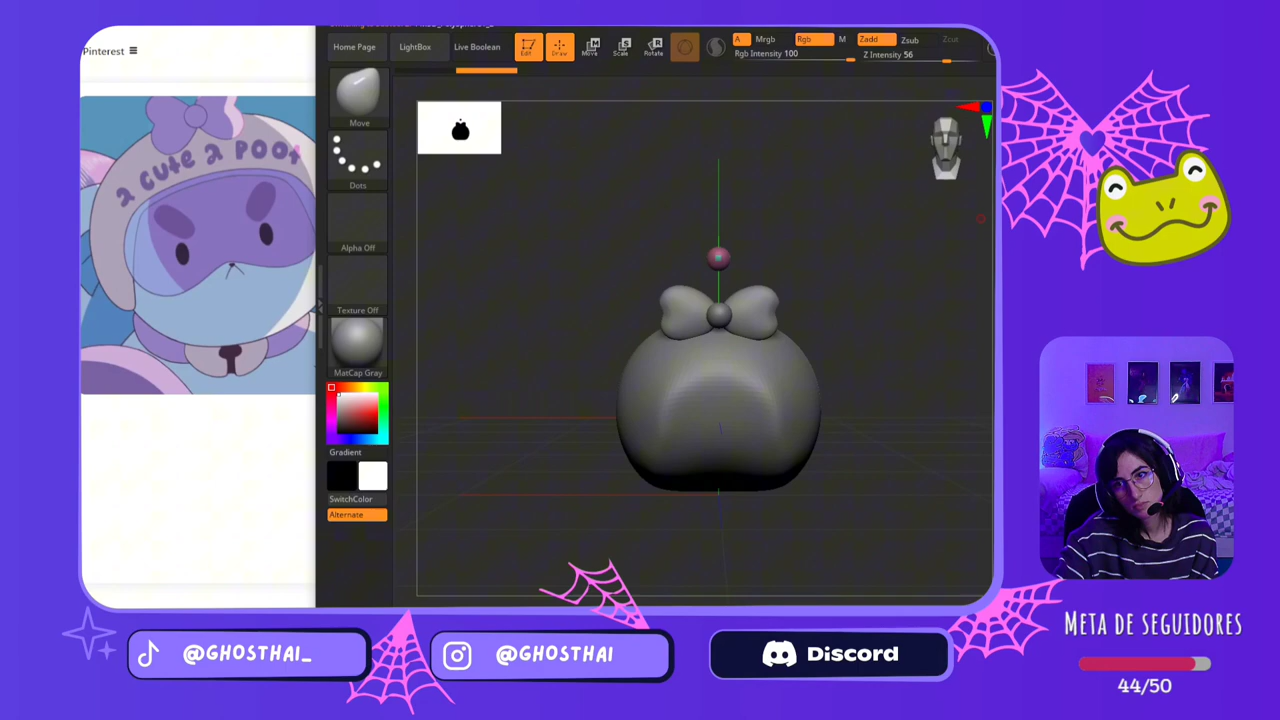 Pinterest
Home Page
LightBox
Live Boolean
Edit
Draw
Move
Scale
Rotate
A
Mrgb
Rgb
M
Zadd
Zsub
Zcut
Rgb Intensity 100
Z Intensity 56
2 CUTE 2 POOT
Move
Dots
Alpha Off
Texture Off
MatCap Gray
Gradient
SwitchColor
Alternate
@GHOSTHAI_
@GHOSTHAI
Discord
META DE SEGUIDORES
44/50